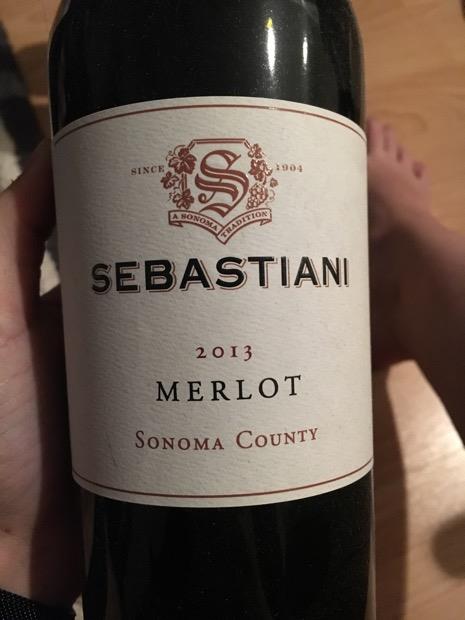 SINCE 1904
S
A SONOMA TRADITION
SEBASTIANI
2013
MERLOT
SONOMA COUNTY